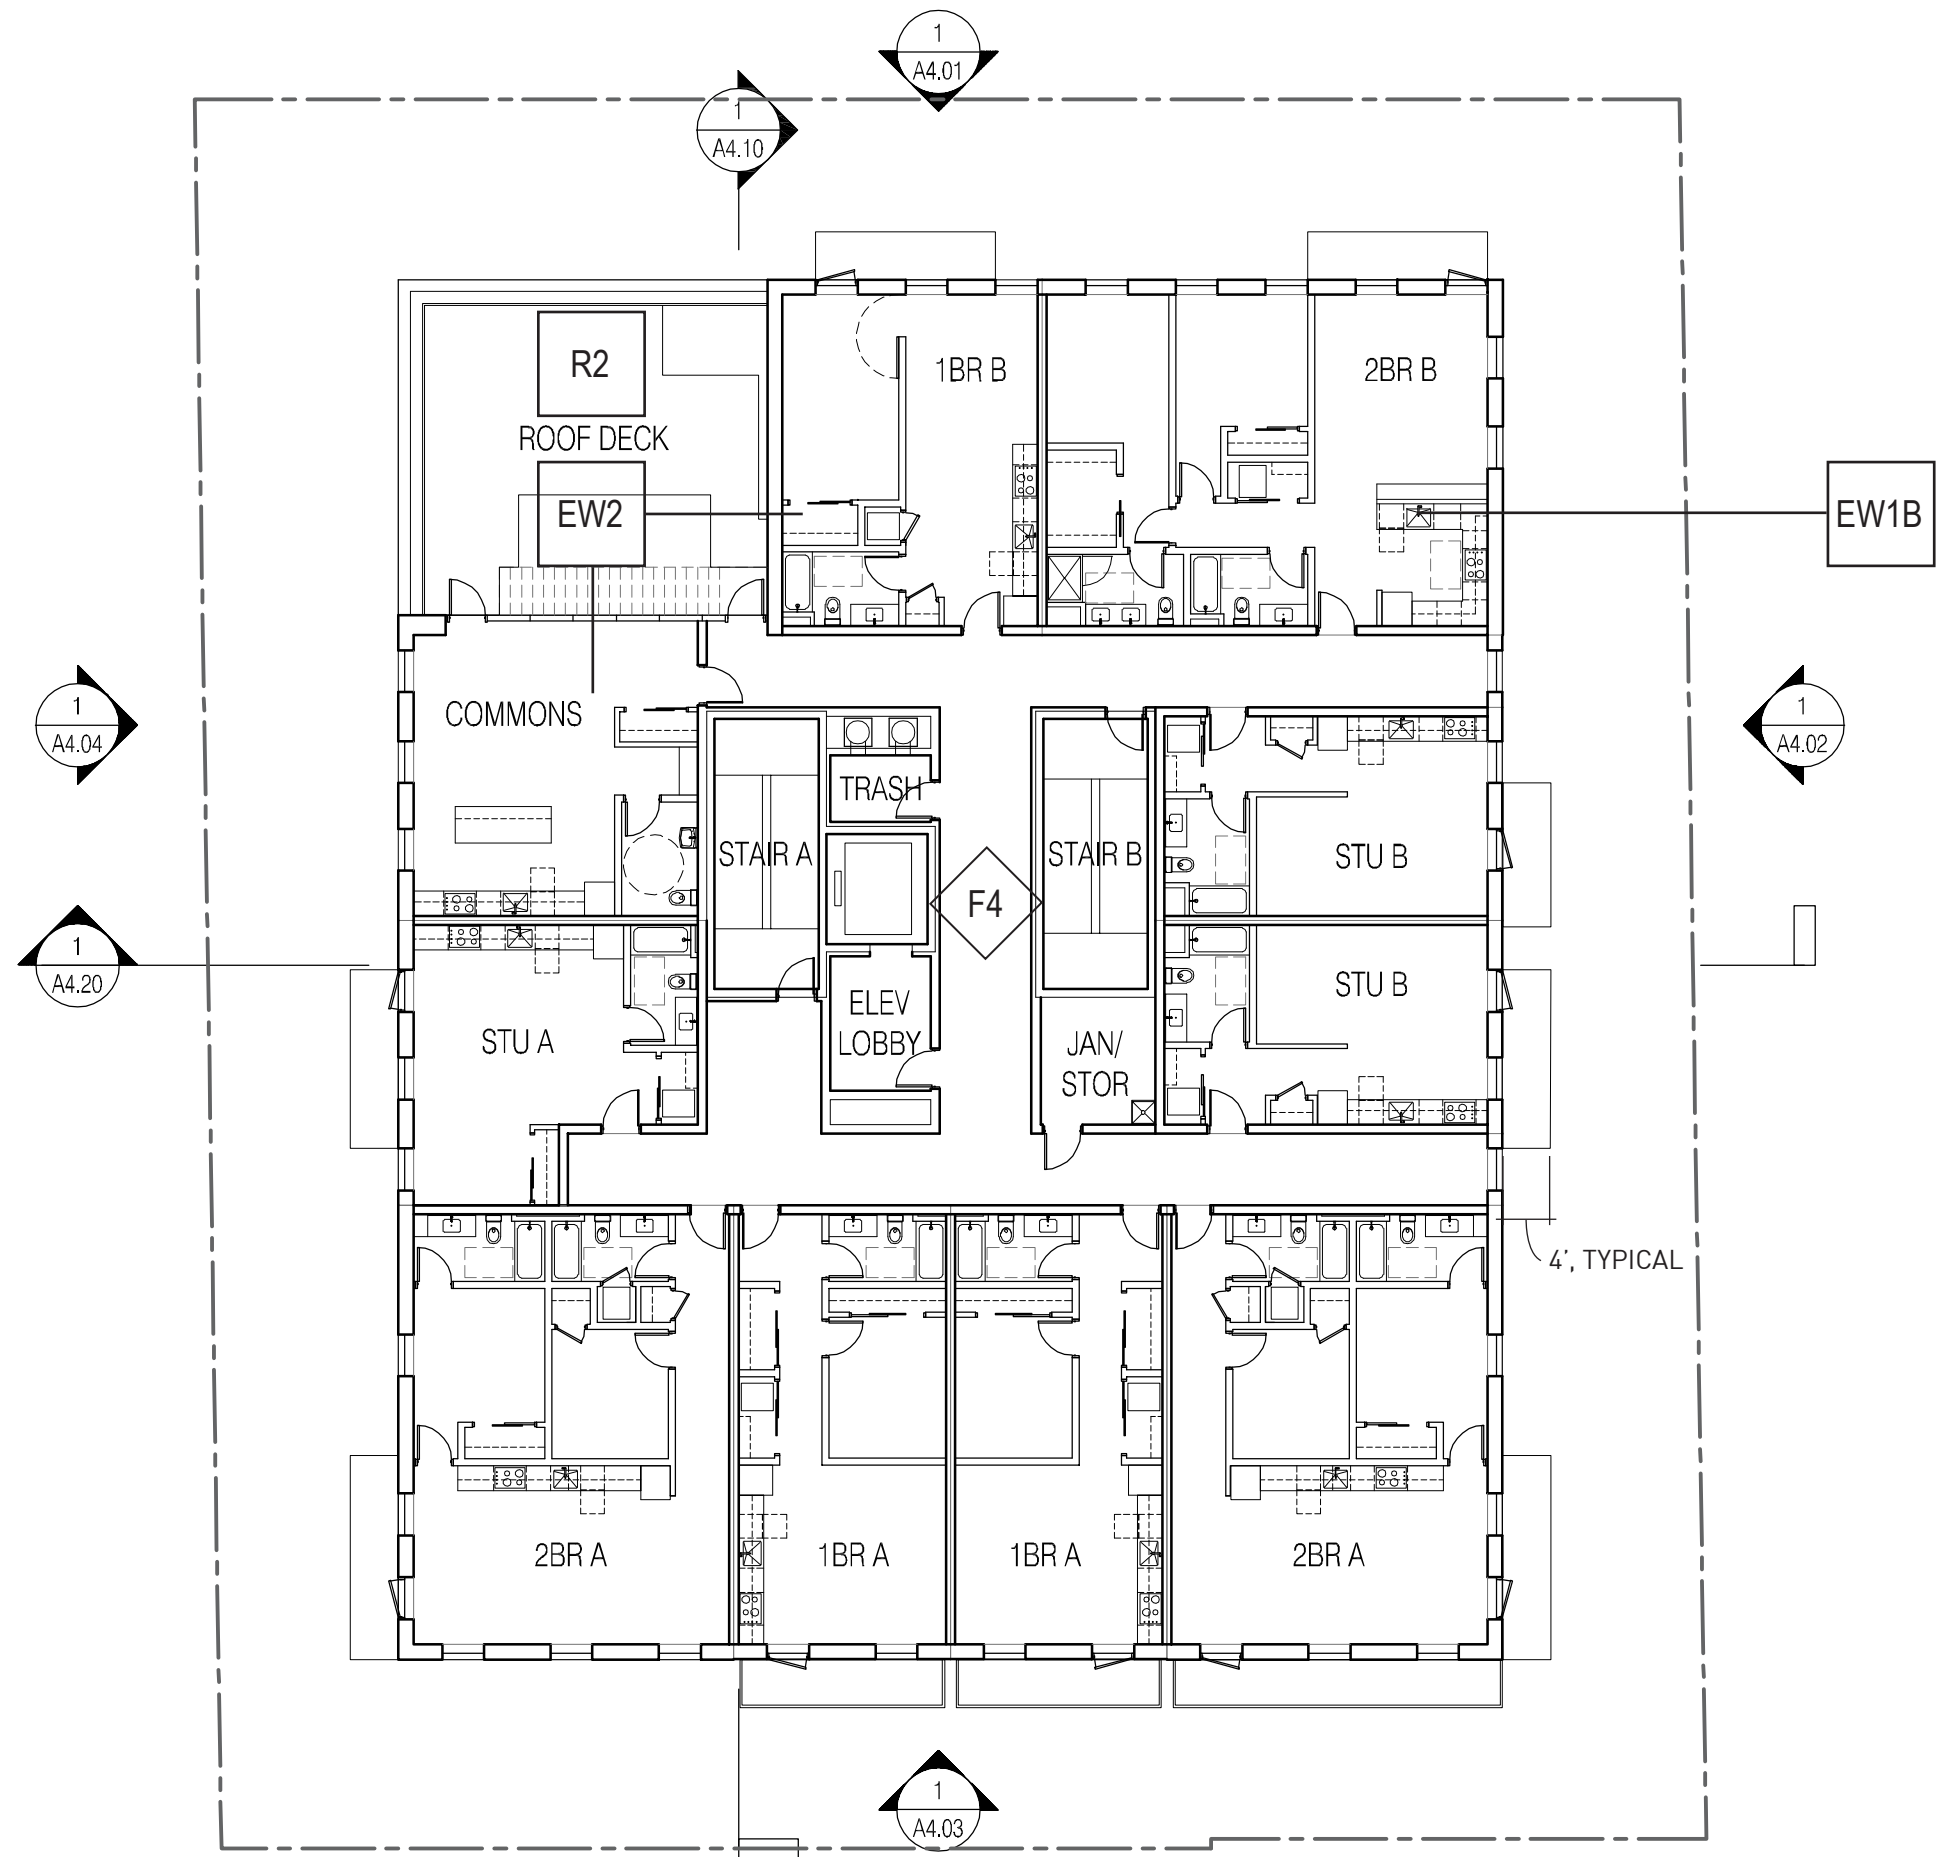 1
A4.01
1
A4.10
R2
1BR B
2BR B
ROOF DECK
EW2
EW1B
COMMONS
1
A4.04
1
A4.02
TRASH
STAIR A
STAIR B
STU B
F4
1
A4.20
STU B
ELEV
LOBBY
STU A
JAN/
STOR
4', TYPICAL
2BR A
1BR A
1BR A
2BR A
1
A4.03